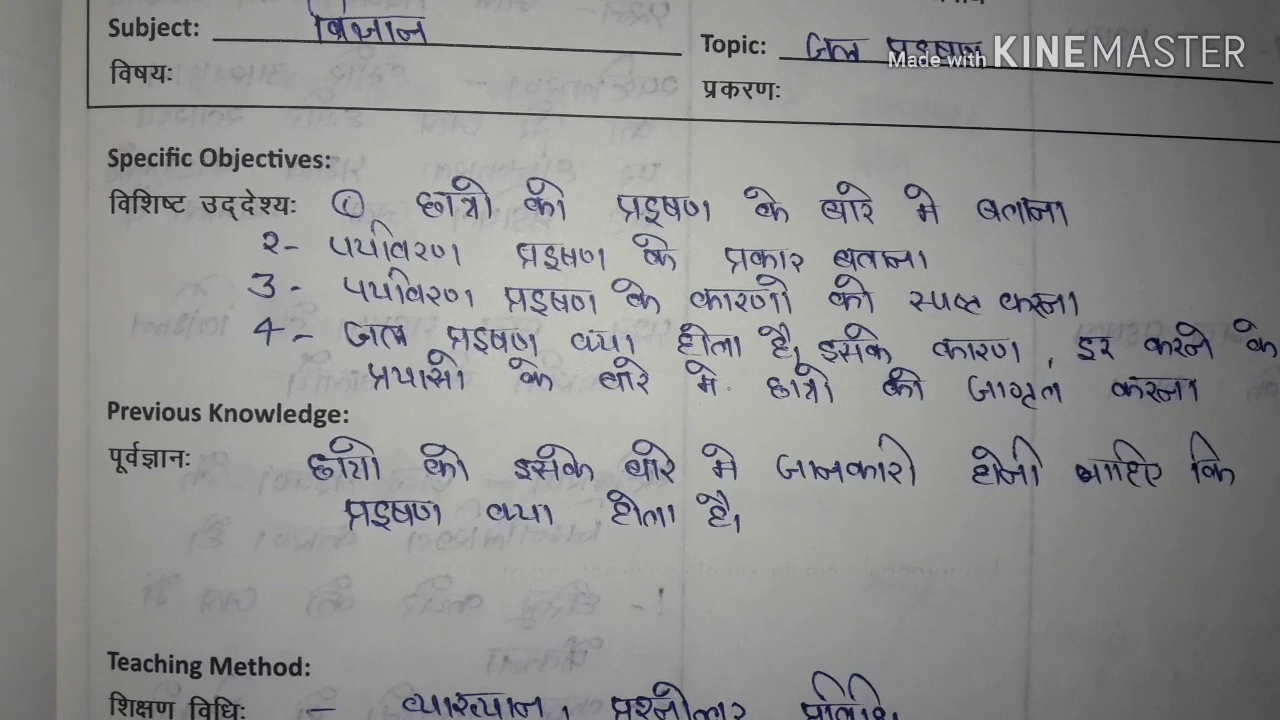 Subject: विज्ञान
Topic: जल प्रदुषण
विषयः
प्रकरणः
Made with KINEMASTER
Specific Objectives:
विशिष्ट उद्देश्यः ① छात्रो को प्रदुषण के बारे मे बताना
२- पर्यावरण प्रदुषण के प्रकार बताना
3 - पर्यावरण प्रदुषण के कारणो को स्पष्ट करना
4 - जल प्रदुषण क्या होता है, इसके कारण, दुर करने के
प्रयासो के बारे मे छात्रो को जागृत करना
Previous Knowledge:
पूर्वज्ञानः छात्रो को इसके बारे मे जानकारी होनी चाहिए कि
प्रदुषण क्या होता है।
Teaching Method:
शिक्षण विधिः - व्याख्यान, प्रश्नोत्तर